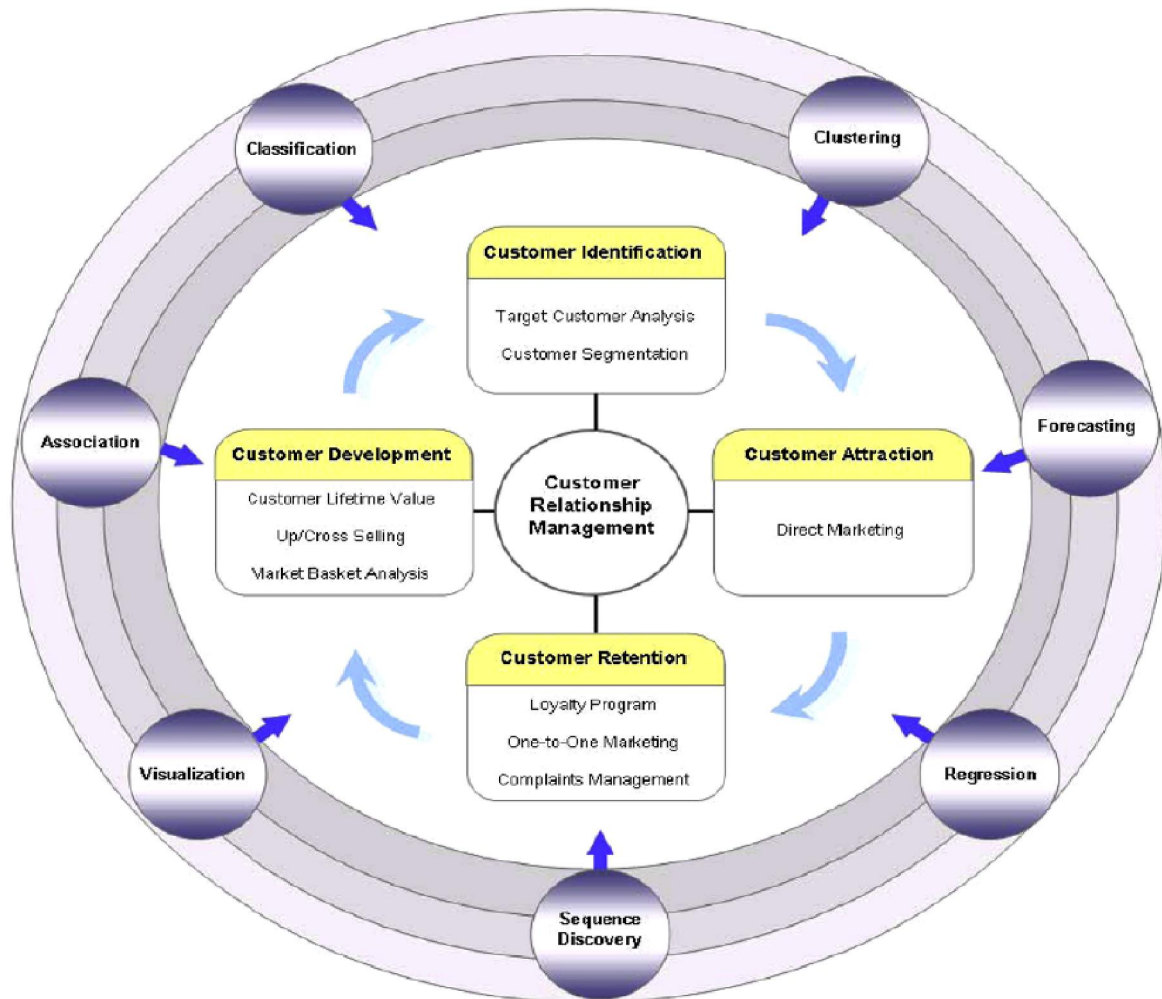 Classification
Clustering
Customer Identification
Target Customer Analysis
Customer Segmentation
Association
Forecasting
Customer Development
Customer Lifetime Value
Up/Cross Selling
Market Basket Analysis
Customer
Relationship
Management
Customer Attraction
Direct Marketing
Customer Retention
Loyalty Program
One-to-One Marketing
Complaints Management
Visualization
Regression
Sequence
Discovery